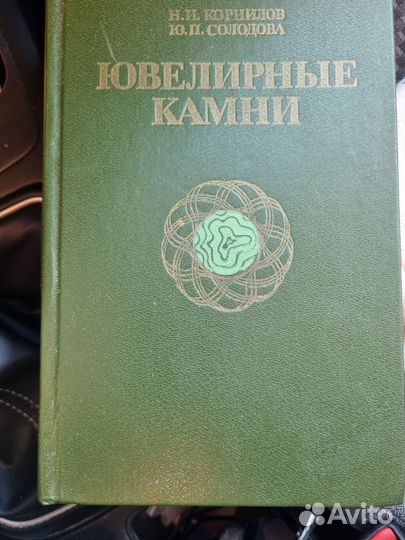 Н.И. КОРНИЛОВ
Ю.П. СОЛОДОВА
ЮВЕЛИРНЫЕ
КАМНИ
Avito